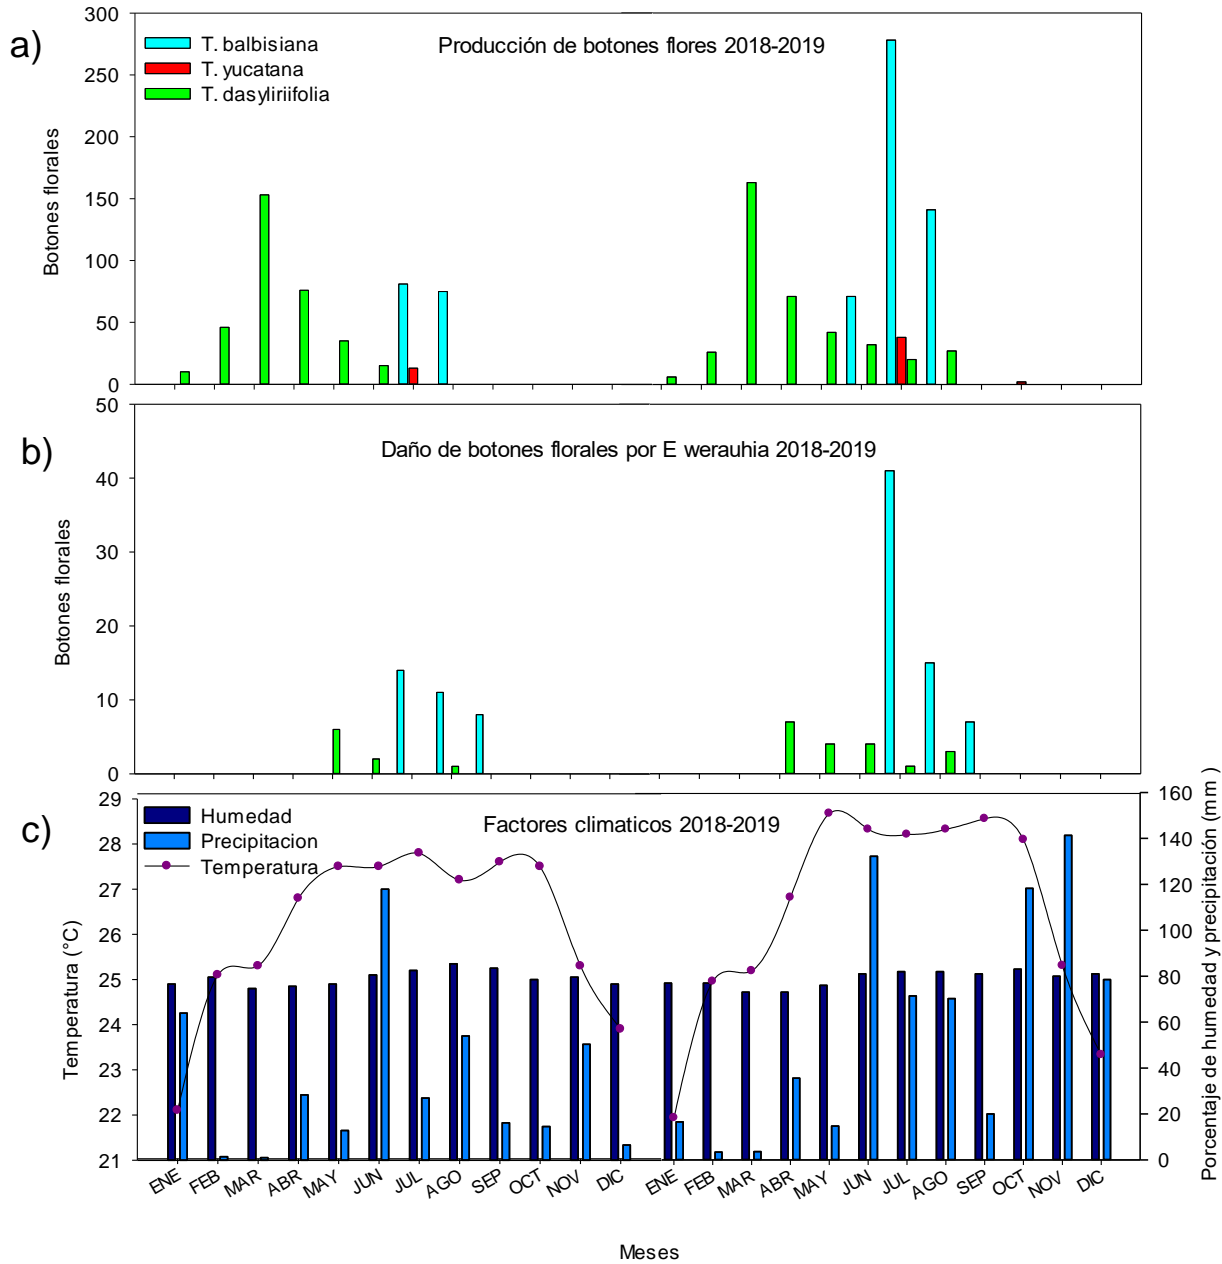 a)
Producción de botones flores 2018-2019
T. balbisiana
T. yucatana
T. dasyliriifolia
Botones florales
300
250
200
150
100
50
0
b)
Daño de botones florales por E werauhia 2018-2019
Botones florales
50
40
30
20
10
0
c)
Factores climaticos 2018-2019
Humedad
Precipitacion
Temperatura
Temperatura (°C)
29
28
27
26
25
24
23
22
21
Porcentaje de humedad y precipitación (mm )
160
140
120
100
80
60
40
20
0
ENE FEB MAR ABR MAY JUN JUL AGO SEP OCT NOV DIC ENE FEB MAR ABR MAY JUN JUL AGO SEP OCT NOV DIC
Meses